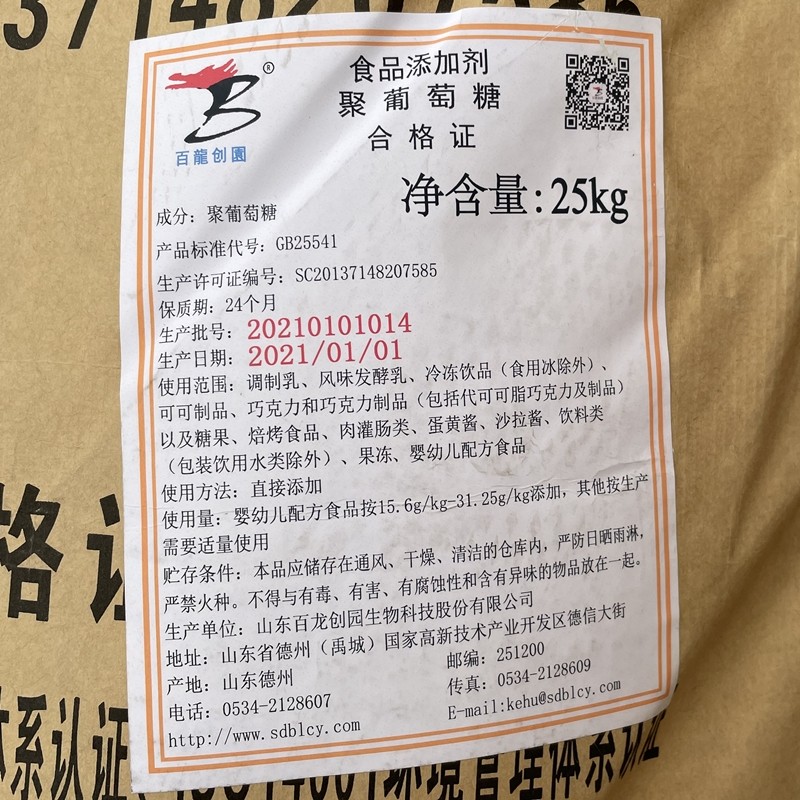 百龍创園
®
食品添加剂
聚葡萄糖
合格证
净含量:25kg
成分：聚葡萄糖
产品标准代号：GB25541
生产许可证编号：SC20137148207585
保质期：24个月
生产批号：20210101014
生产日期：2021/01/01
使用范围：调制乳、风味发酵乳、冷冻饮品（食用冰除外）、
可可制品、巧克力和巧克力制品（包括代可可脂巧克力及制品）
以及糖果、焙烤食品、肉灌肠类、蛋黄酱、沙拉酱、饮料类
（包装饮用水类除外）、果冻、婴幼儿配方食品
使用方法：直接添加
使用量：婴幼儿配方食品按15.6g/kg-31.25g/kg添加，其他按生产
需要适量使用
贮存条件：本品应储存在通风、干燥、清洁的仓库内，严防日晒雨淋，
严禁火种。不得与有毒、有害、有腐蚀性和含有异味的物品放在一起。
生产单位：山东百龙创园生物科技股份有限公司
地址：山东省德州（禹城）国家高新技术产业开发区德信大街
产地：山东德州
邮编：251200
电话：0534-2128607
传真：0534-2128609
http://www.sdblcy.com
E-mail:kehu@sdblcy.com
格证
体系认证
环境管理体系认证